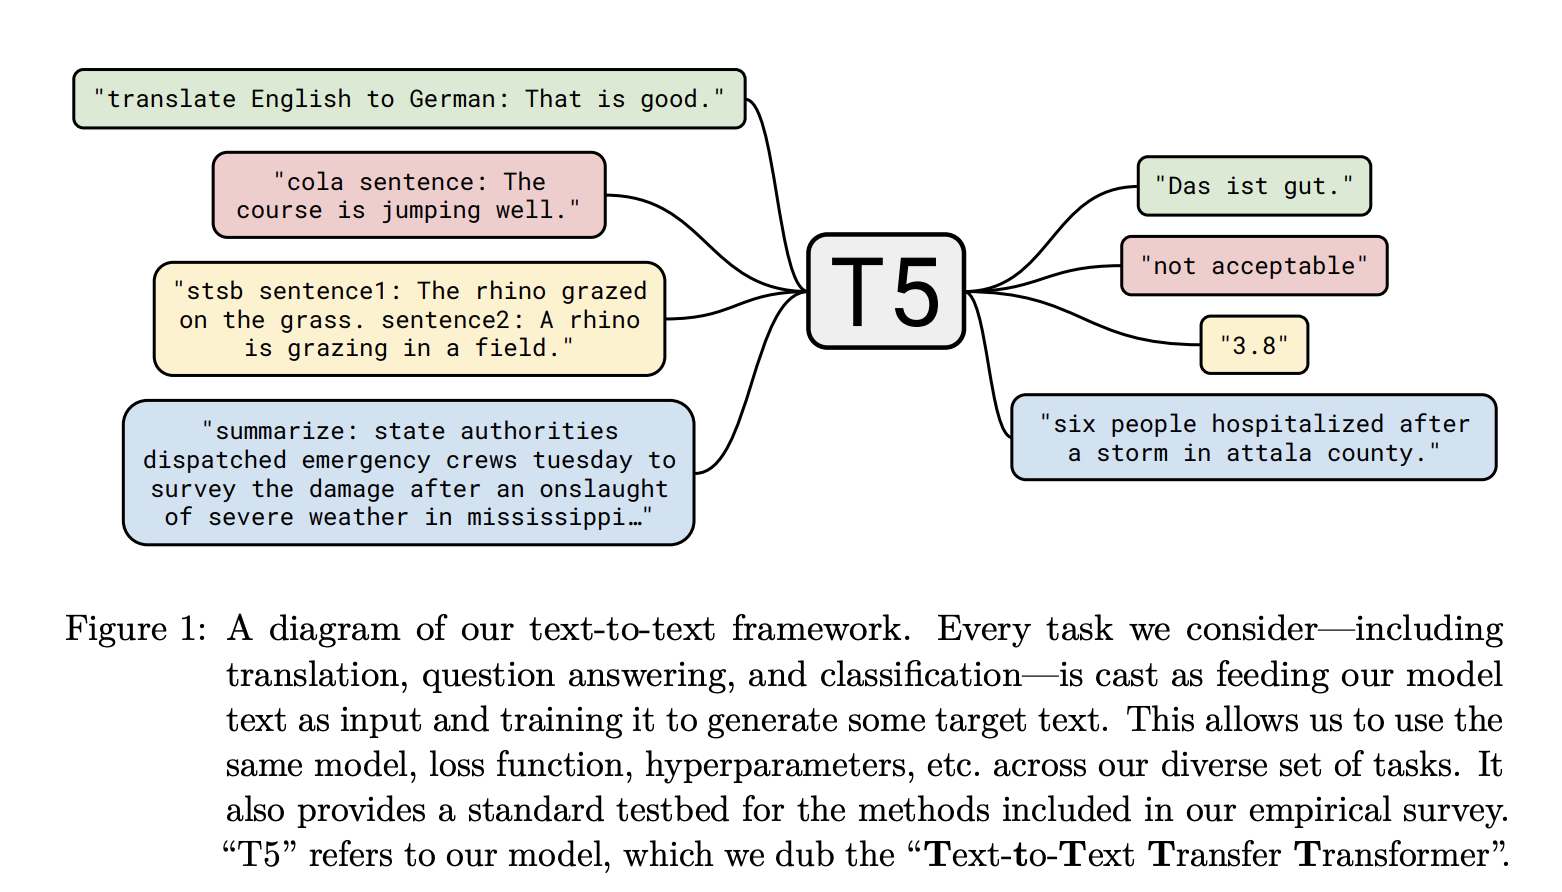 "translate English to German: That is good."
"cola sentence: The
course is jumping well."
"stsb sentence1: The rhino grazed
on the grass. sentence2: A rhino
is grazing in a field."
"summarize: state authorities
dispatched emergency crews tuesday to
survey the damage after an onslaught
of severe weather in mississippi…"
T5
"Das ist gut."
"not acceptable"
"3.8"
"six people hospitalized after
a storm in attala county."
Figure 1: A diagram of our text-to-text framework. Every task we consider—including
translation, question answering, and classification—is cast as feeding our model
text as input and training it to generate some target text. This allows us to use the
same model, loss function, hyperparameters, etc. across our diverse set of tasks. It
also provides a standard testbed for the methods included in our empirical survey.
“T5” refers to our model, which we dub the “Text-to-Text Transfer Transformer”.